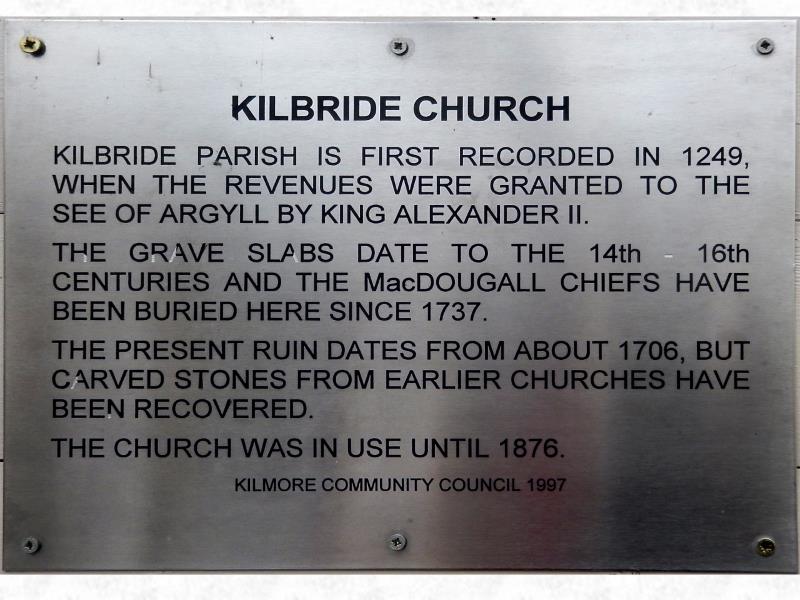 KILBRIDE CHURCH
KILBRIDE PARISH IS FIRST RECORDED IN 1249,
WHEN THE REVENUES WERE GRANTED TO THE
SEE OF ARGYLL BY KING ALEXANDER II.
THE GRAVE SLABS DATE TO THE 14th - 16th
CENTURIES AND THE MacDOUGALL CHIEFS HAVE
BEEN BURIED HERE SINCE 1737.
THE PRESENT RUIN DATES FROM ABOUT 1706, BUT
CARVED STONES FROM EARLIER CHURCHES HAVE
BEEN RECOVERED.
THE CHURCH WAS IN USE UNTIL 1876.
KILMORE COMMUNITY COUNCIL 1997